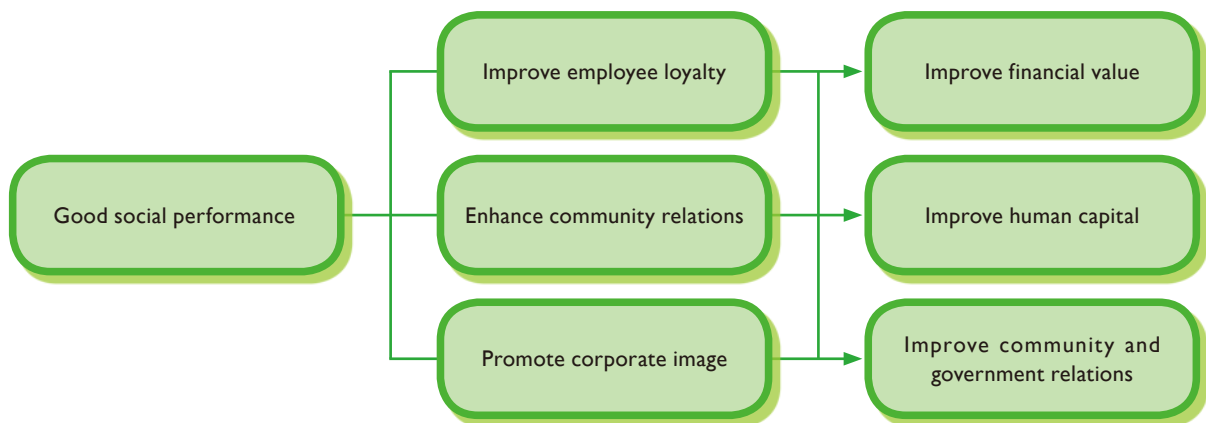 Improve employee loyalty
Improve financial value
Good social performance
Enhance community relations
Improve human capital
Promote corporate image
Improve community and
government relations